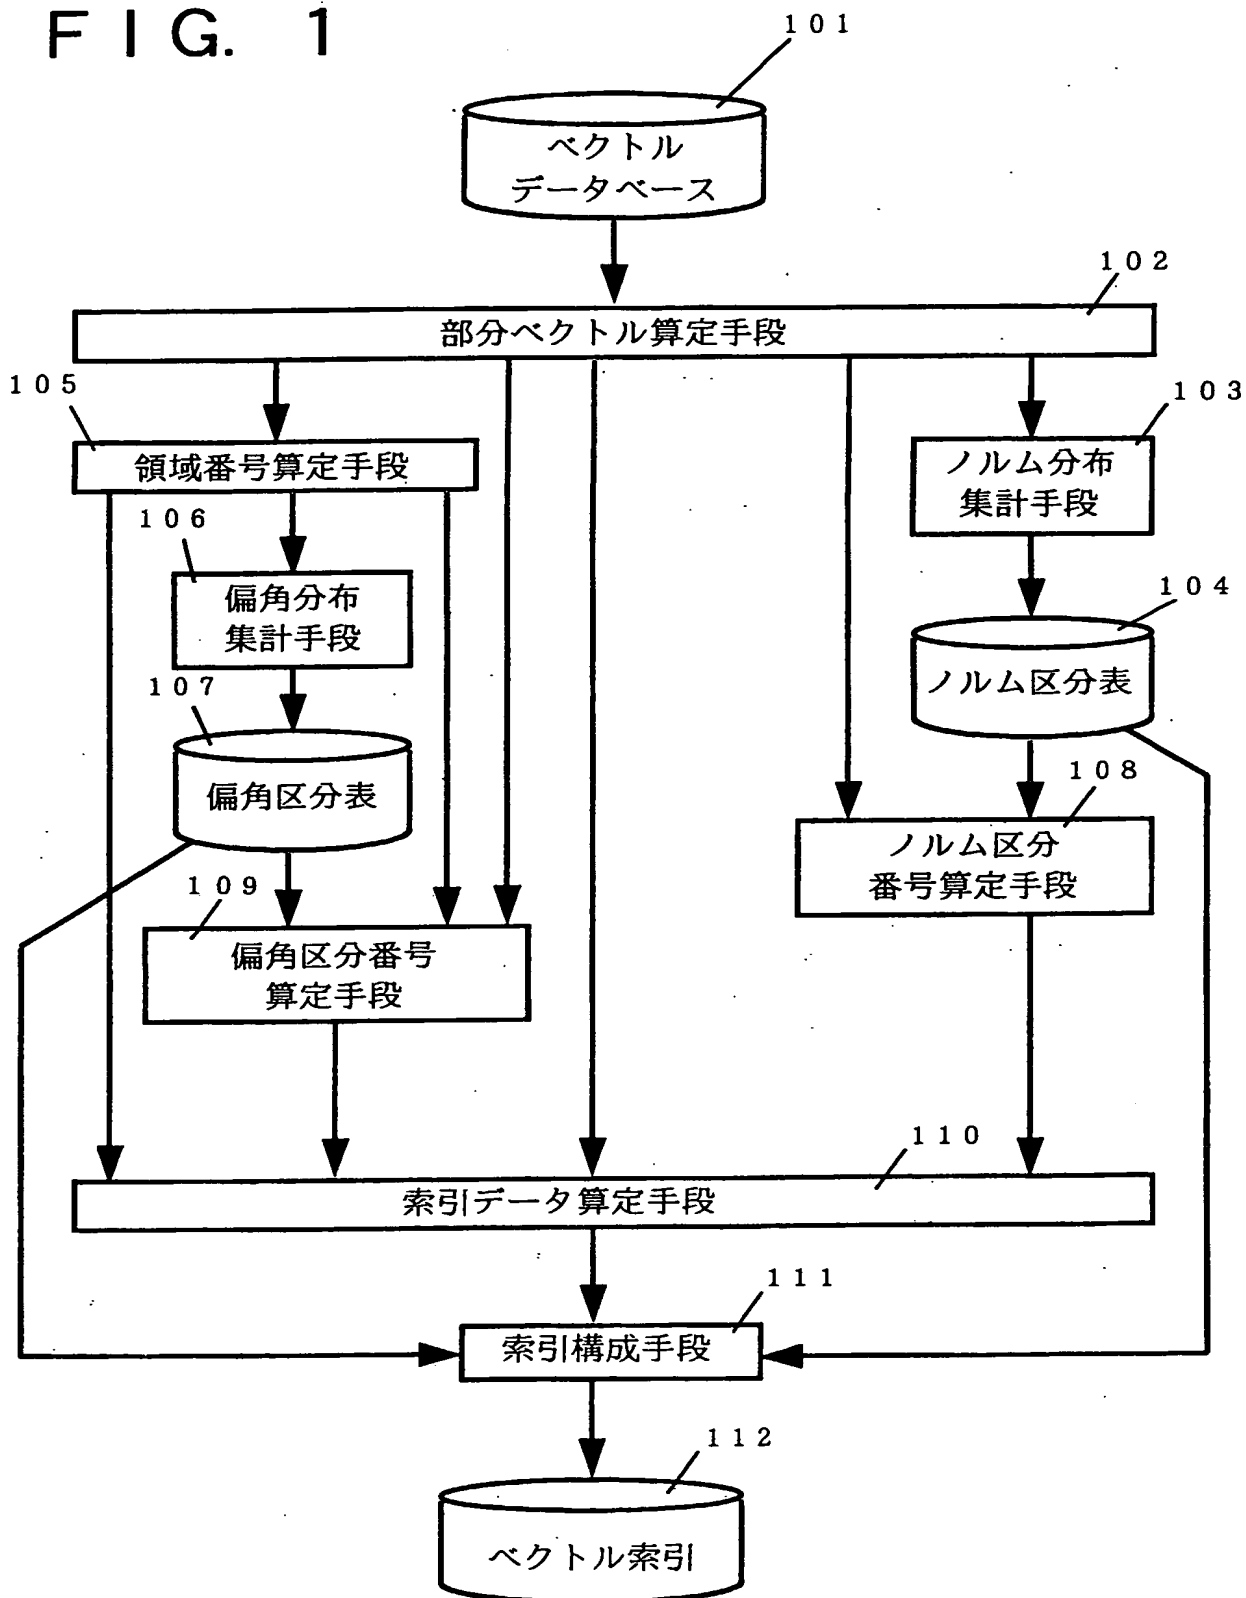 FIG. 1
101
ベクトル
データベース
102
部分ベクトル算定手段
105
103
領域番号算定手段
ノルム分布
集計手段
106
偏角分布
集計手段
104
107
ノルム区分表
偏角区分表
108
ノルム区分
番号算定手段
109
偏角区分番号
算定手段
110
索引データ算定手段
111
索引構成手段
112
ベクトル索引